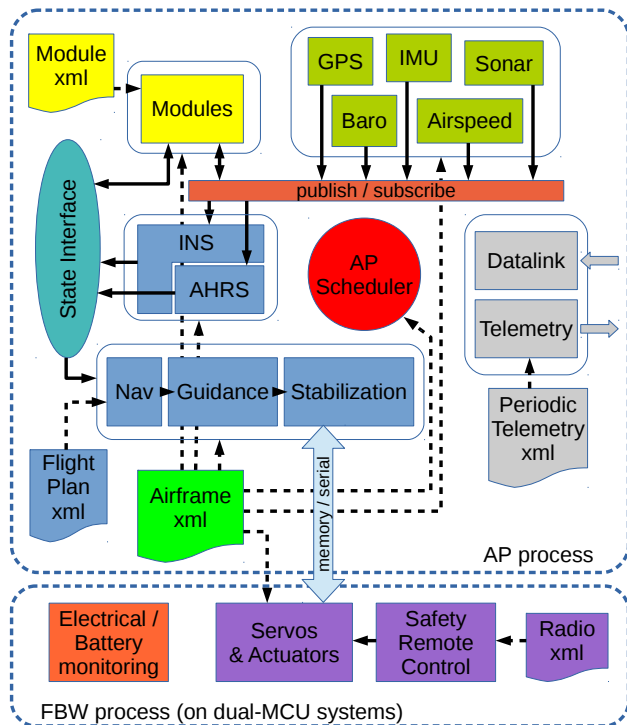 Module
xml
Modules
GPS
IMU
Sonar
Baro
Airspeed
publish / subscribe
State Interface
INS
AHRS
AP
Scheduler
Datalink
Telemetry
Nav
Guidance
Stabilization
Periodic
Telemetry
xml
Flight
Plan
xml
Airframe
xml
memory / serial
AP process
Electrical /
Battery
monitoring
Servos
& Actuators
Safety
Remote
Control
Radio
xml
FBW process (on dual-MCU systems)